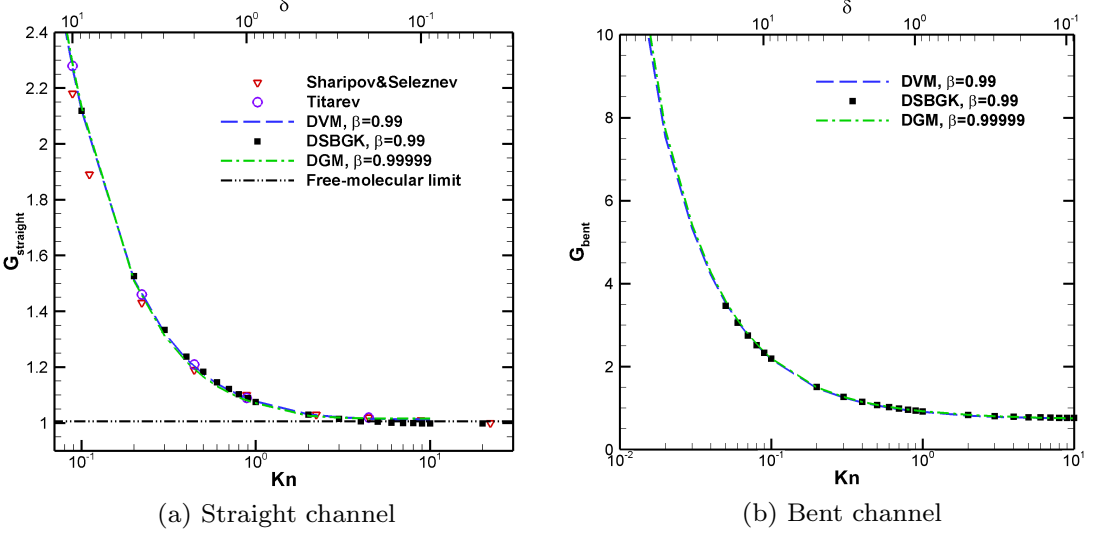 δ
10¹ 10⁰ 10⁻¹
2.4
2.2
2
1.8
1.6
1.4
1.2
1
G_straight
Sharipov&Seleznev
Titarev
DVM, β=0.99
DSBGK, β=0.99
DGM, β=0.99999
Free-molecular limit
10⁻¹ 10⁰ 10¹
Kn
(a) Straight channel
δ
10¹ 10⁰ 10⁻¹
10
8
6
4
2
0
G_bent
DVM, β=0.99
DSBGK, β=0.99
DGM, β=0.99999
10⁻² 10⁻¹ 10⁰ 10¹
Kn
(b) Bent channel